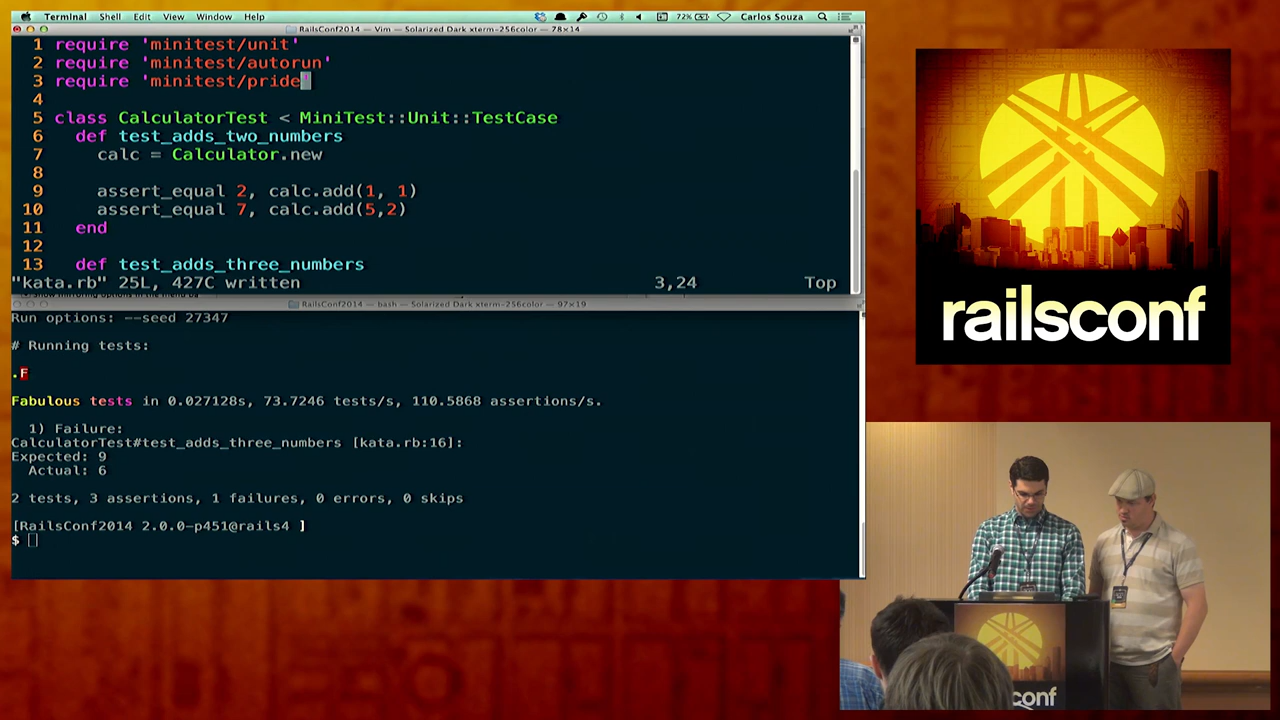 Terminal Shell Edit View Window Help 72% Carlos Souza
RailsConf2014 — Vim — Solarized Dark xterm-256color — 78×14
1 require 'minitest/unit'
2 require 'minitest/autorun'
3 require 'minitest/pride'
4
5 class CalculatorTest < MiniTest::Unit::TestCase
6 def test_adds_two_numbers
7 calc = Calculator.new
8
9 assert_equal 2, calc.add(1, 1)
10 assert_equal 7, calc.add(5,2)
11 end
12
13 def test_adds_three_numbers
"kata.rb" 25L, 427C written 3,24 Top
RailsConf2014 — bash — Solarized Dark xterm-256color — 97×19
Run options: --seed 27347
# Running tests:
.F
Fabulous tests in 0.027128s, 73.7246 tests/s, 110.5868 assertions/s.
1) Failure:
CalculatorTest#test_adds_three_numbers [kata.rb:16]:
Expected: 9
Actual: 6
2 tests, 3 assertions, 1 failures, 0 errors, 0 skips
[RailsConf2014 2.0.0-p451@rails4 ]
$
railsconf
conf